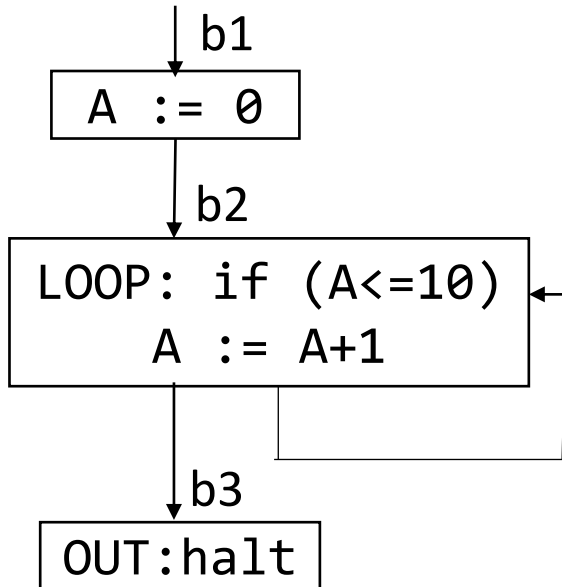 b1
A := 0
b2
LOOP: if (A<=10)
A := A+1
b3
OUT:halt